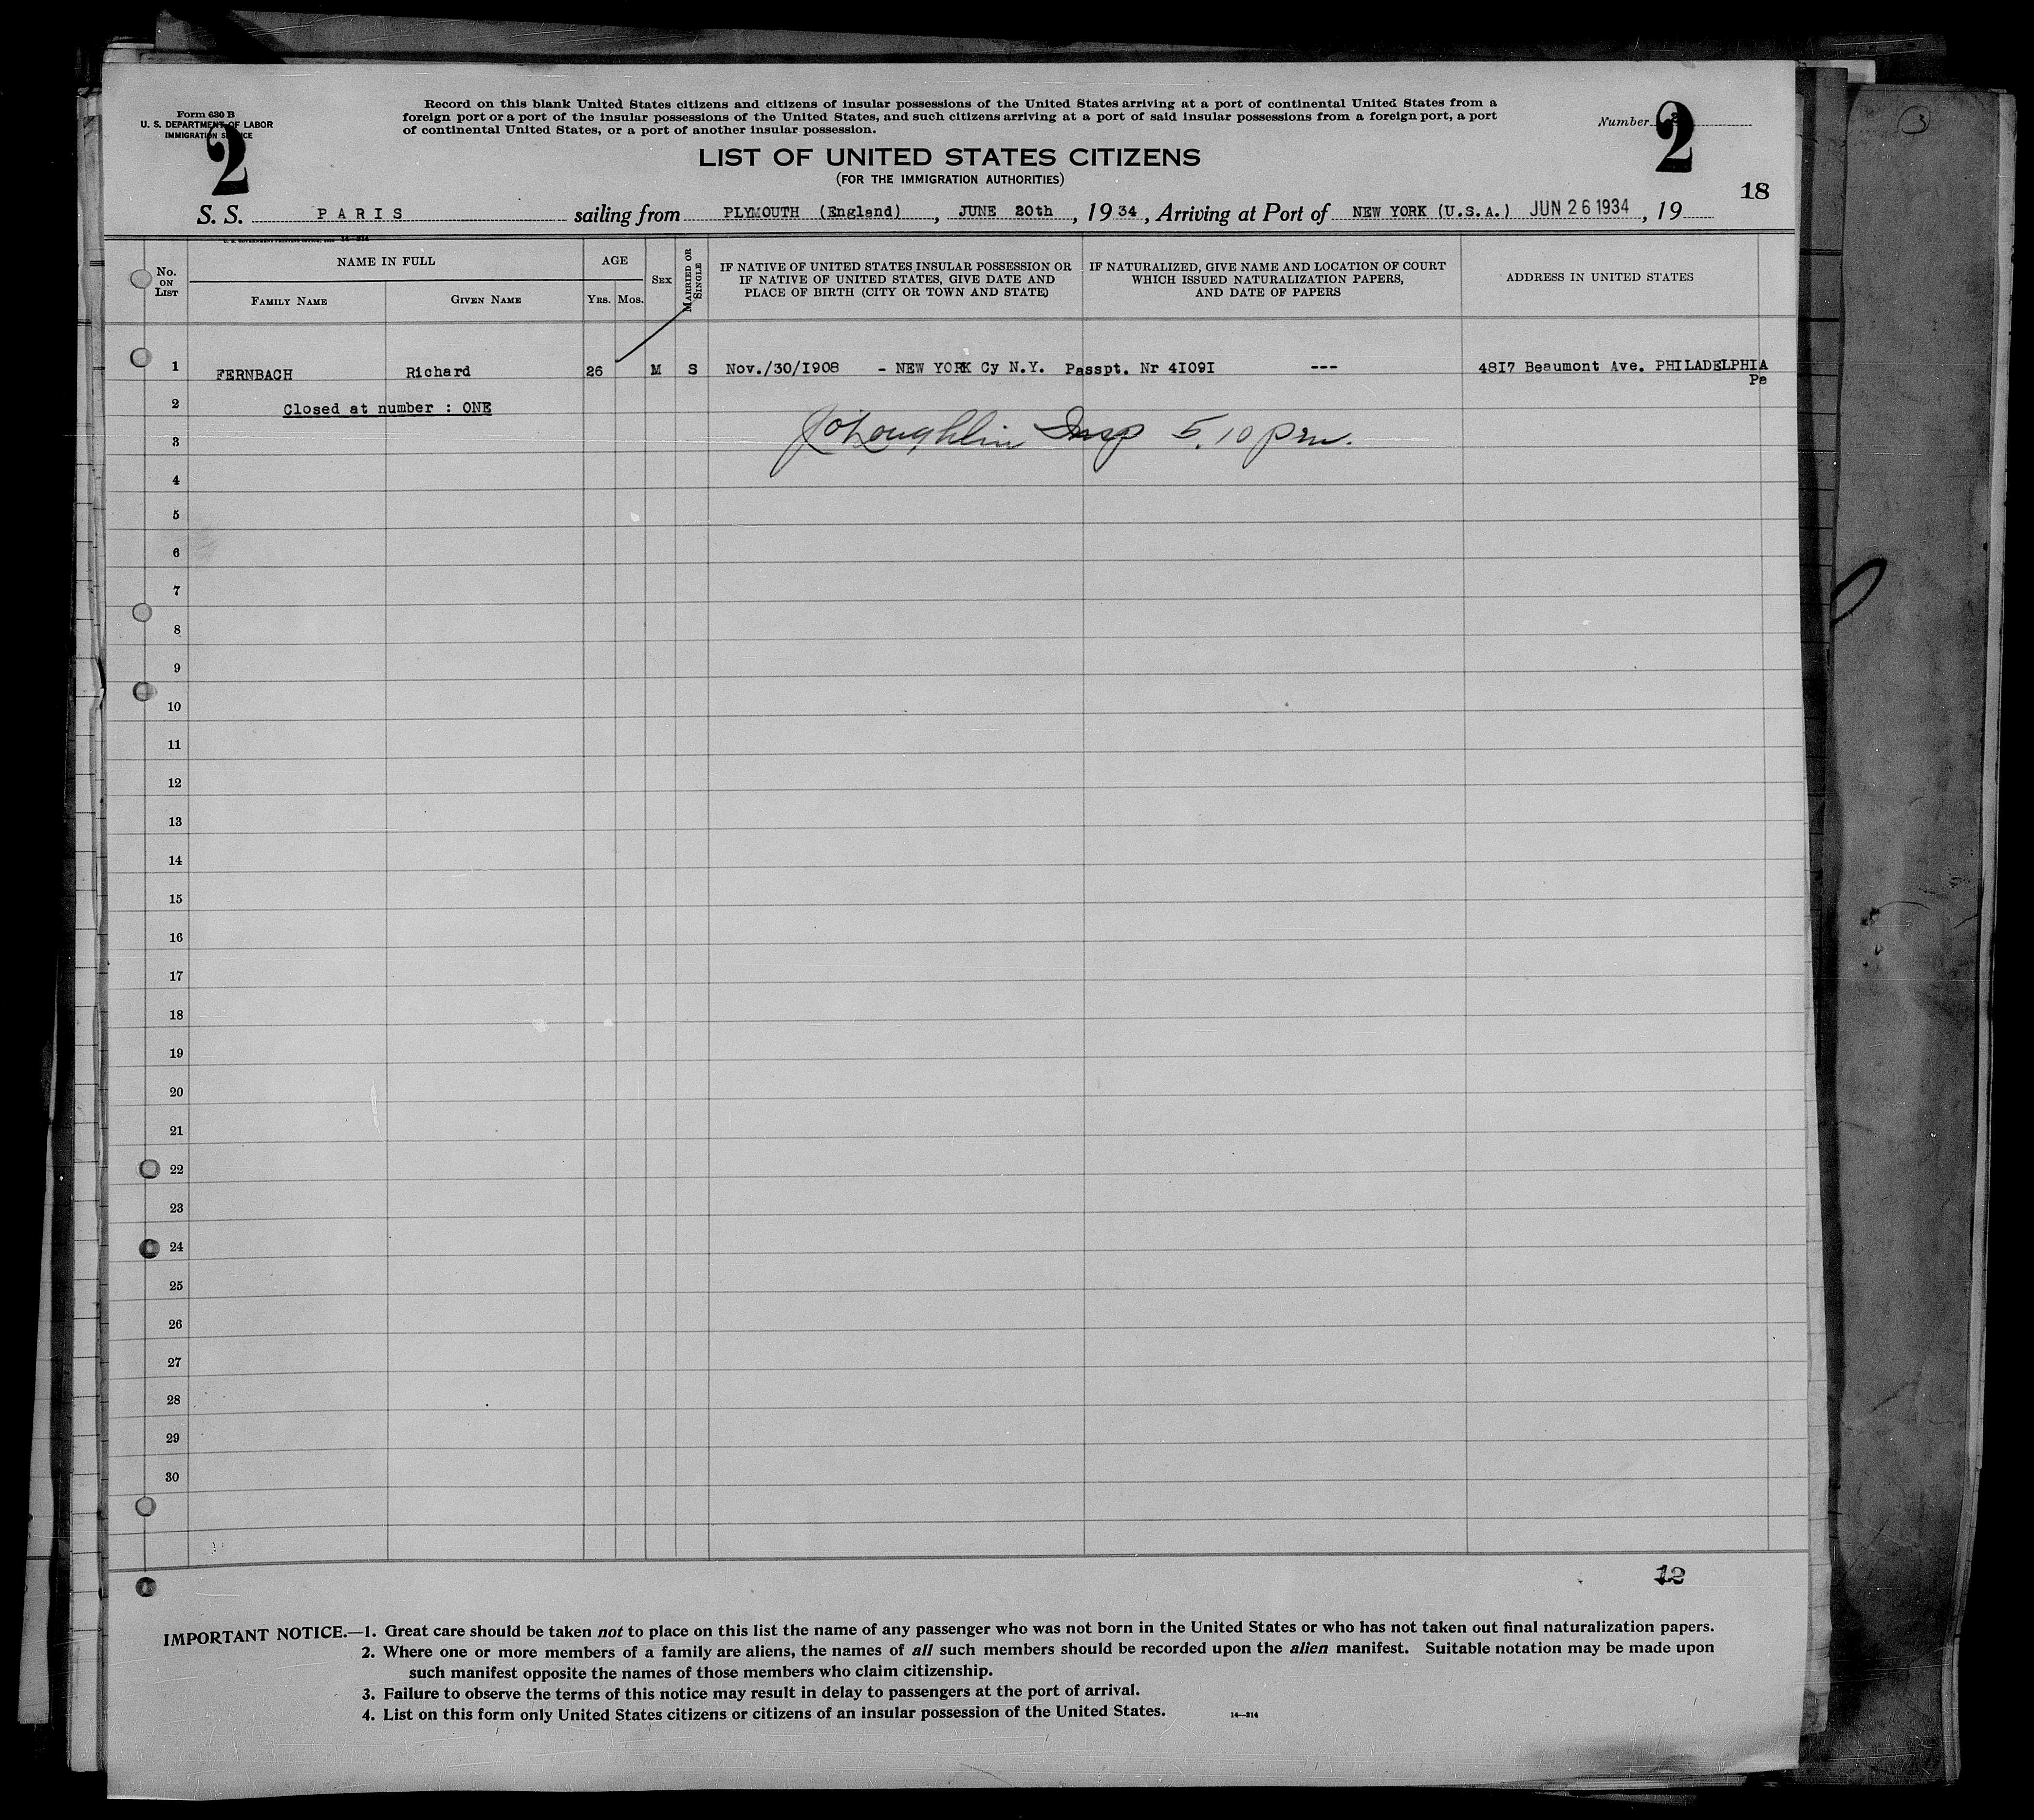 Form 630 B
U. S. DEPARTMENT OF LABOR
IMMIGRATION SERVICE
2
Record on this blank United States citizens and citizens of insular possessions of the United States arriving at a port of continental United States from a
foreign port or a port of the insular possessions of the United States, and such citizens arriving at a port of said insular possessions from a foreign port, a port
of continental United States, or a port of another insular possession.
Number
2
LIST OF UNITED STATES CITIZENS
(FOR THE IMMIGRATION AUTHORITIES)
18
S. S. PARIS sailing from PLYMOUTH (England), JUNE 20th, 1934, Arriving at Port of NEW YORK (U.S.A.) JUN 26 1934, 19
No. ON LIST
NAME IN FULL
FAMILY NAME
GIVEN NAME
AGE
YRS. MOS.
SEX
MARRIED OR SINGLE
IF NATIVE OF UNITED STATES INSULAR POSSESSION OR
IF NATIVE OF UNITED STATES, GIVE DATE AND
PLACE OF BIRTH (CITY OR TOWN AND STATE)
IF NATURALIZED, GIVE NAME AND LOCATION OF COURT
WHICH ISSUED NATURALIZATION PAPERS,
AND DATE OF PAPERS
ADDRESS IN UNITED STATES
1 FERNBACH Richard 26 M S Nov./30/I908 - NEW YORK Cy N.Y. Passpt. Nr 4I09I --- 48I7 Beaumont Ave. PHILADELPHIA
Pa
2 Closed at number : ONE
3 J O'Loughlin Insp 5.10 pm.
4
5
6
7
8
9
10
11
12
13
14
15
16
17
18
19
20
21
22
23
24
25
26
27
28
29
30
12
IMPORTANT NOTICE.—1. Great care should be taken not to place on this list the name of any passenger who was not born in the United States or who has not taken out final naturalization papers.
2. Where one or more members of a family are aliens, the names of all such members should be recorded upon the alien manifest. Suitable notation may be made upon
such manifest opposite the names of those members who claim citizenship.
3. Failure to observe the terms of this notice may result in delay to passengers at the port of arrival.
4. List on this form only United States citizens or citizens of an insular possession of the United States.
14—314
3